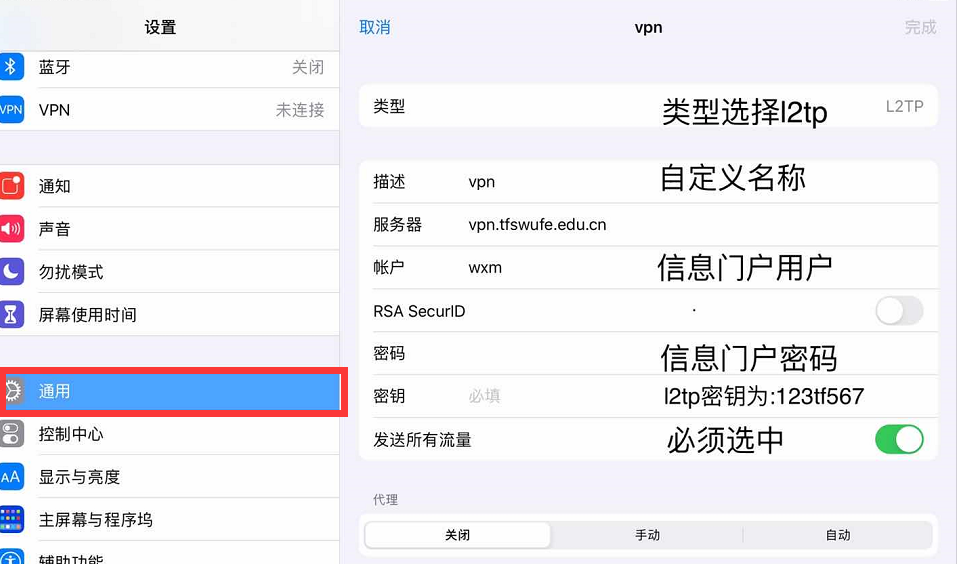 设置
蓝牙 关闭
VPN VPN 未连接
通知
声音
勿扰模式
屏幕使用时间
通用
控制中心
AA 显示与亮度
主屏幕与程序坞
辅助功能
取消 vpn 完成
类型 类型选择l2tp L2TP
描述 vpn 自定义名称
服务器 vpn.tfswufe.edu.cn
帐户 wxm 信息门户用户
RSA SecurID
密码 信息门户密码
密钥 必填 l2tp密钥为:123tf567
发送所有流量 必须选中
代理
关闭 手动 自动